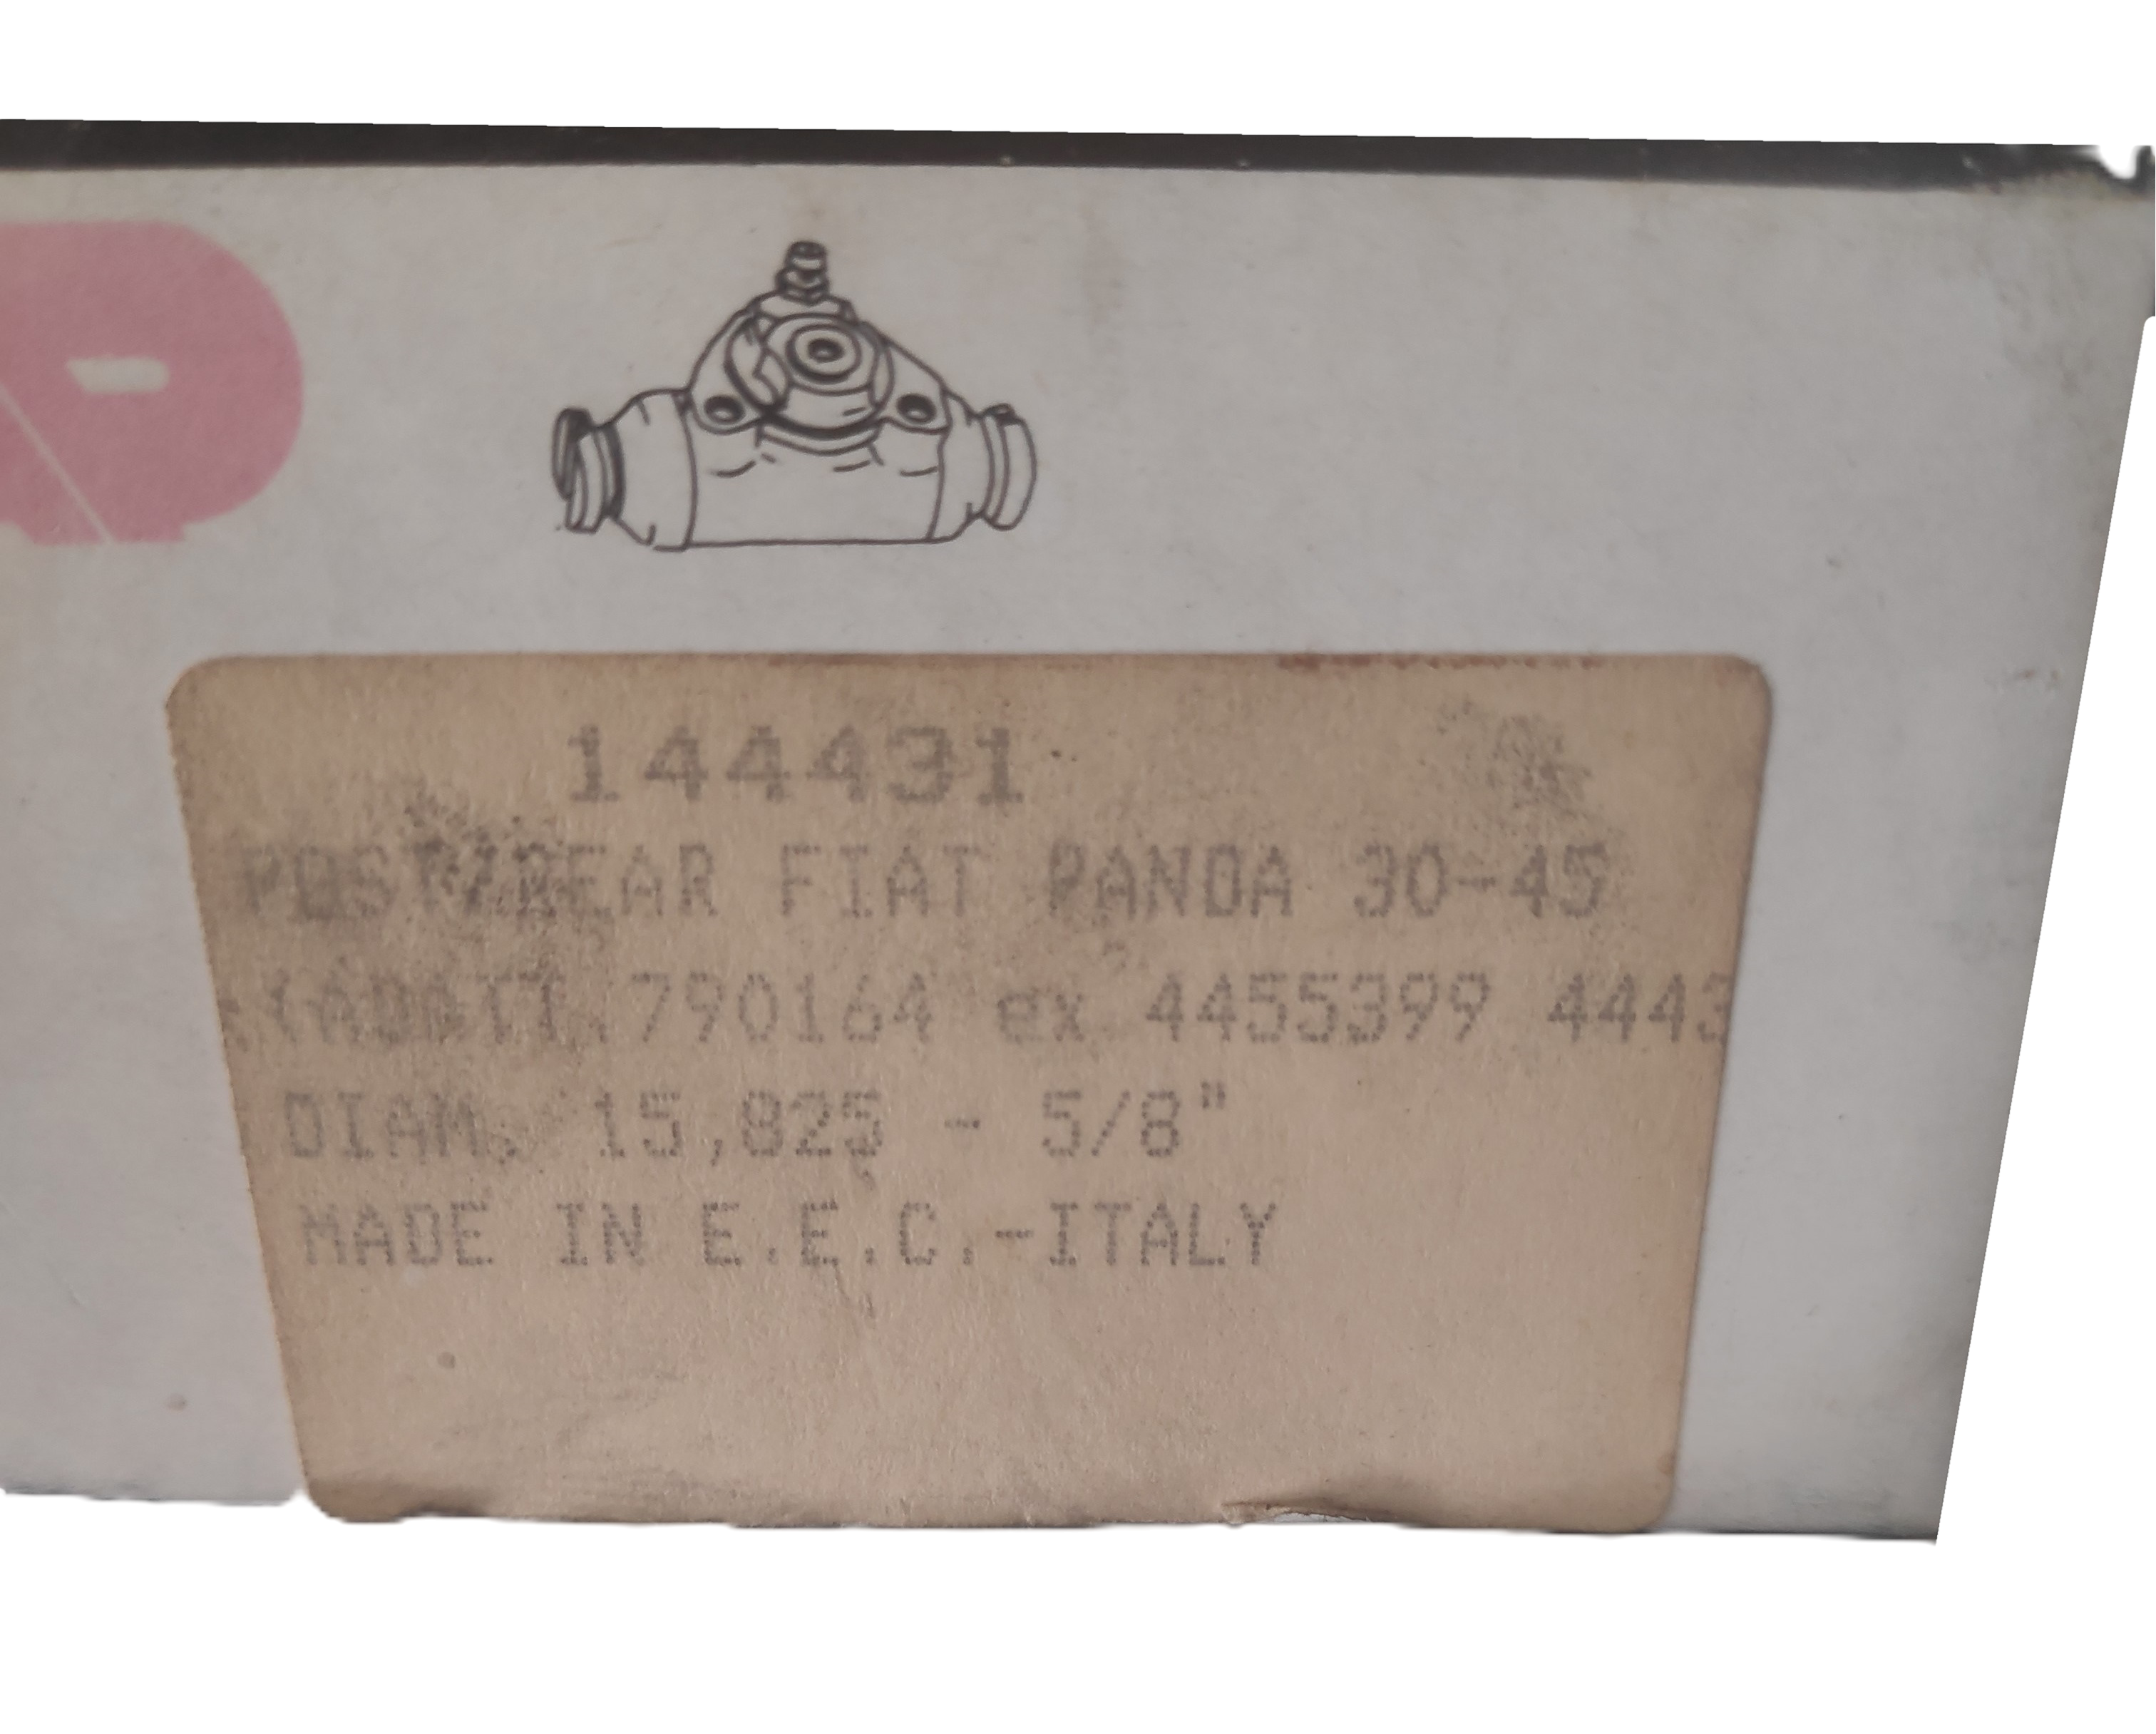 144431
POST/REAR FIAT PANDA 30-45
(ADATT.790164 ex 4455399 4443
DIAM. 15,825 - 5/8"
MADE IN E.E.C.-ITALY